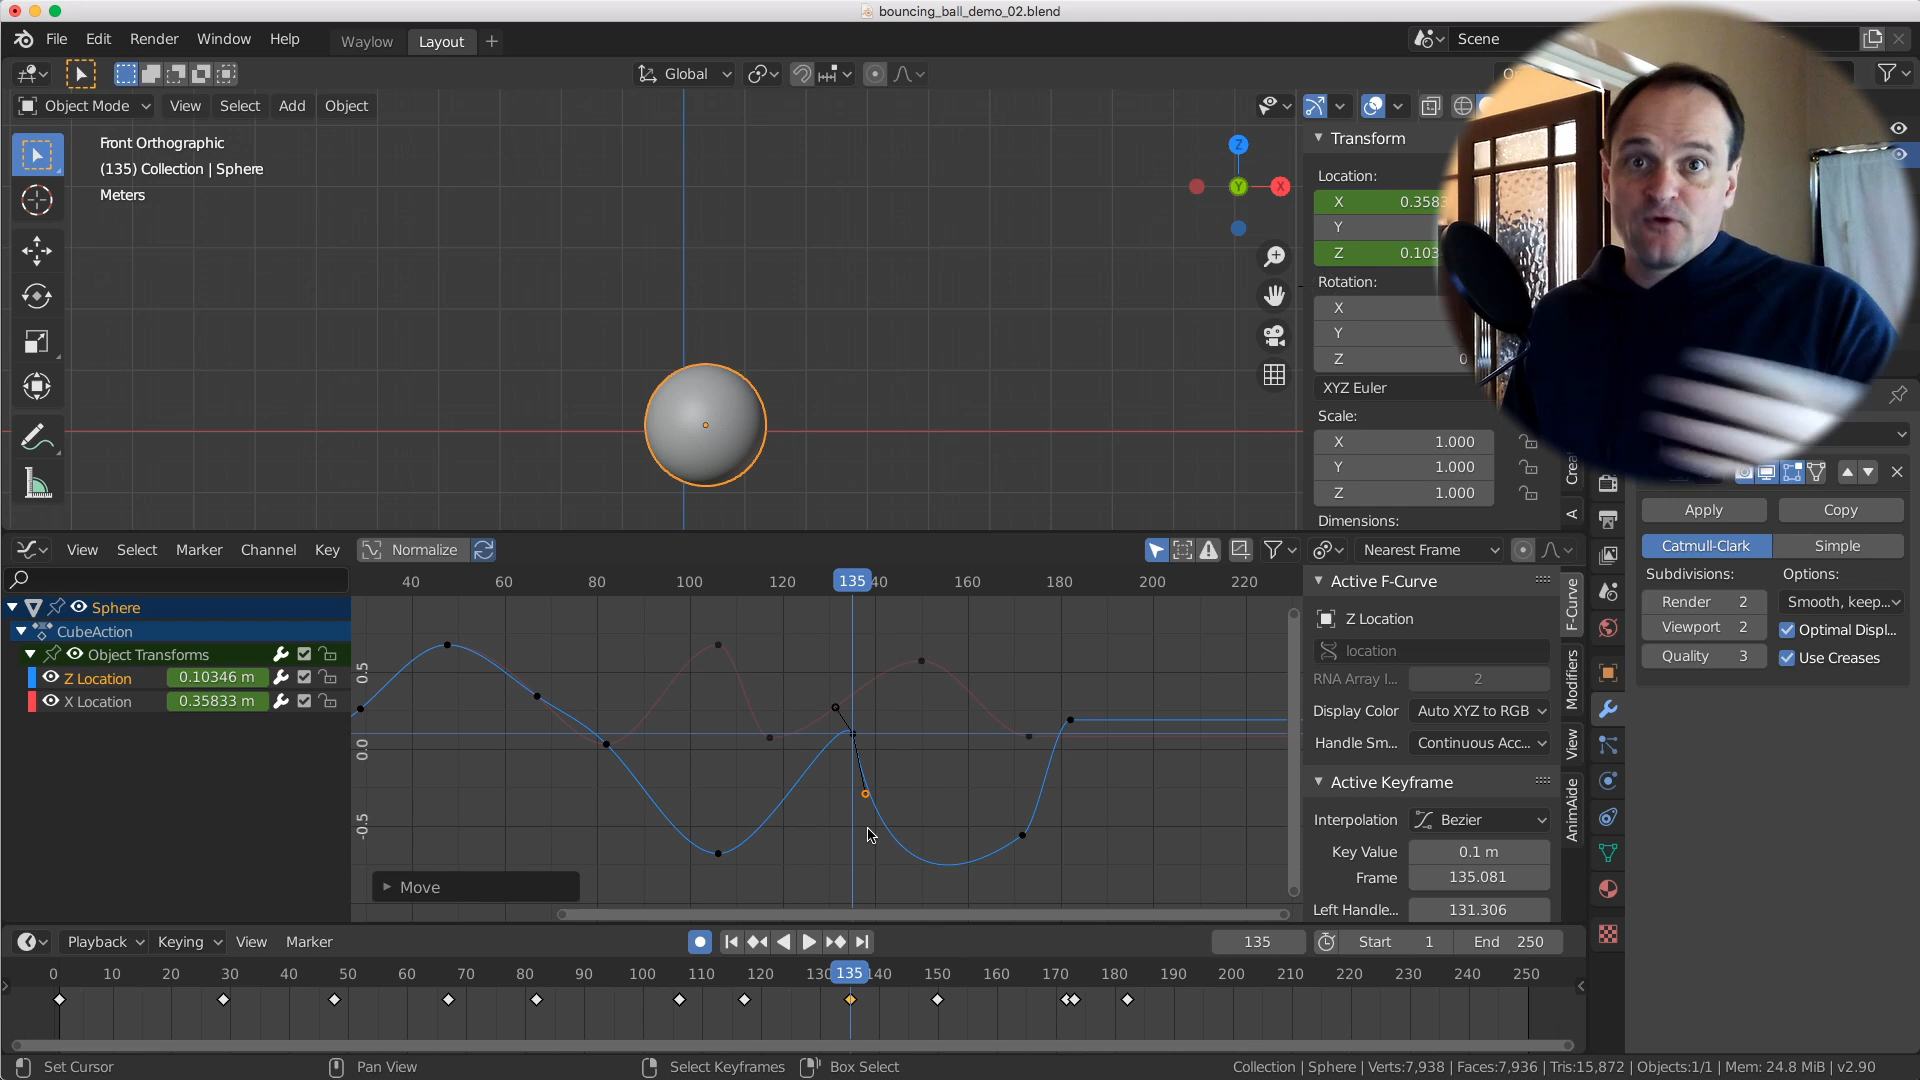 bouncing_ball_demo_02.blend
File Edit Render Window Help Waylow Layout + Scene
Global
Object Mode View Select Add Object
Front Orthographic
(135) Collection | Sphere
Meters
Z
Y
X
Transform
Location:
X 0.3583
Y
Z 0.103
Rotation:
X
Y
Z 0
XYZ Euler
Scale:
X 1.000
Y 1.000
Z 1.000
Dimensions:
Crea
A
Apply Copy
Catmull-Clark Simple
Subdivisions: Options:
Render 2 Smooth, keep...
Viewport 2 Optimal Displ...
Quality 3 Use Creases
View Select Marker Channel Key Normalize Nearest Frame
40 60 80 100 120 135 40 160 180 200 220
Sphere
CubeAction
Object Transforms
Z Location 0.10346 m
X Location 0.35833 m
0.5
0.0
-0.5
Move
Active F-Curve
Z Location
location
RNA Array I... 2
Display Color Auto XYZ to RGB
Handle Sm... Continuous Acc...
Active Keyframe
Interpolation Bezier
Key Value 0.1 m
Frame 135.081
Left Handle... 131.306
F-Curve
Modifiers
View
AnimAide
Playback Keying View Marker 135 Start 1 End 250
0 10 20 30 40 50 60 70 80 90 100 110 120 130 135 140 150 160 170 180 190 200 210 220 230 240 250
Set Cursor Pan View Select Keyframes Box Select Collection | Sphere | Verts:7,938 | Faces:7,936 | Tris:15,872 | Objects:1/1 | Mem: 24.8 MiB | v2.90